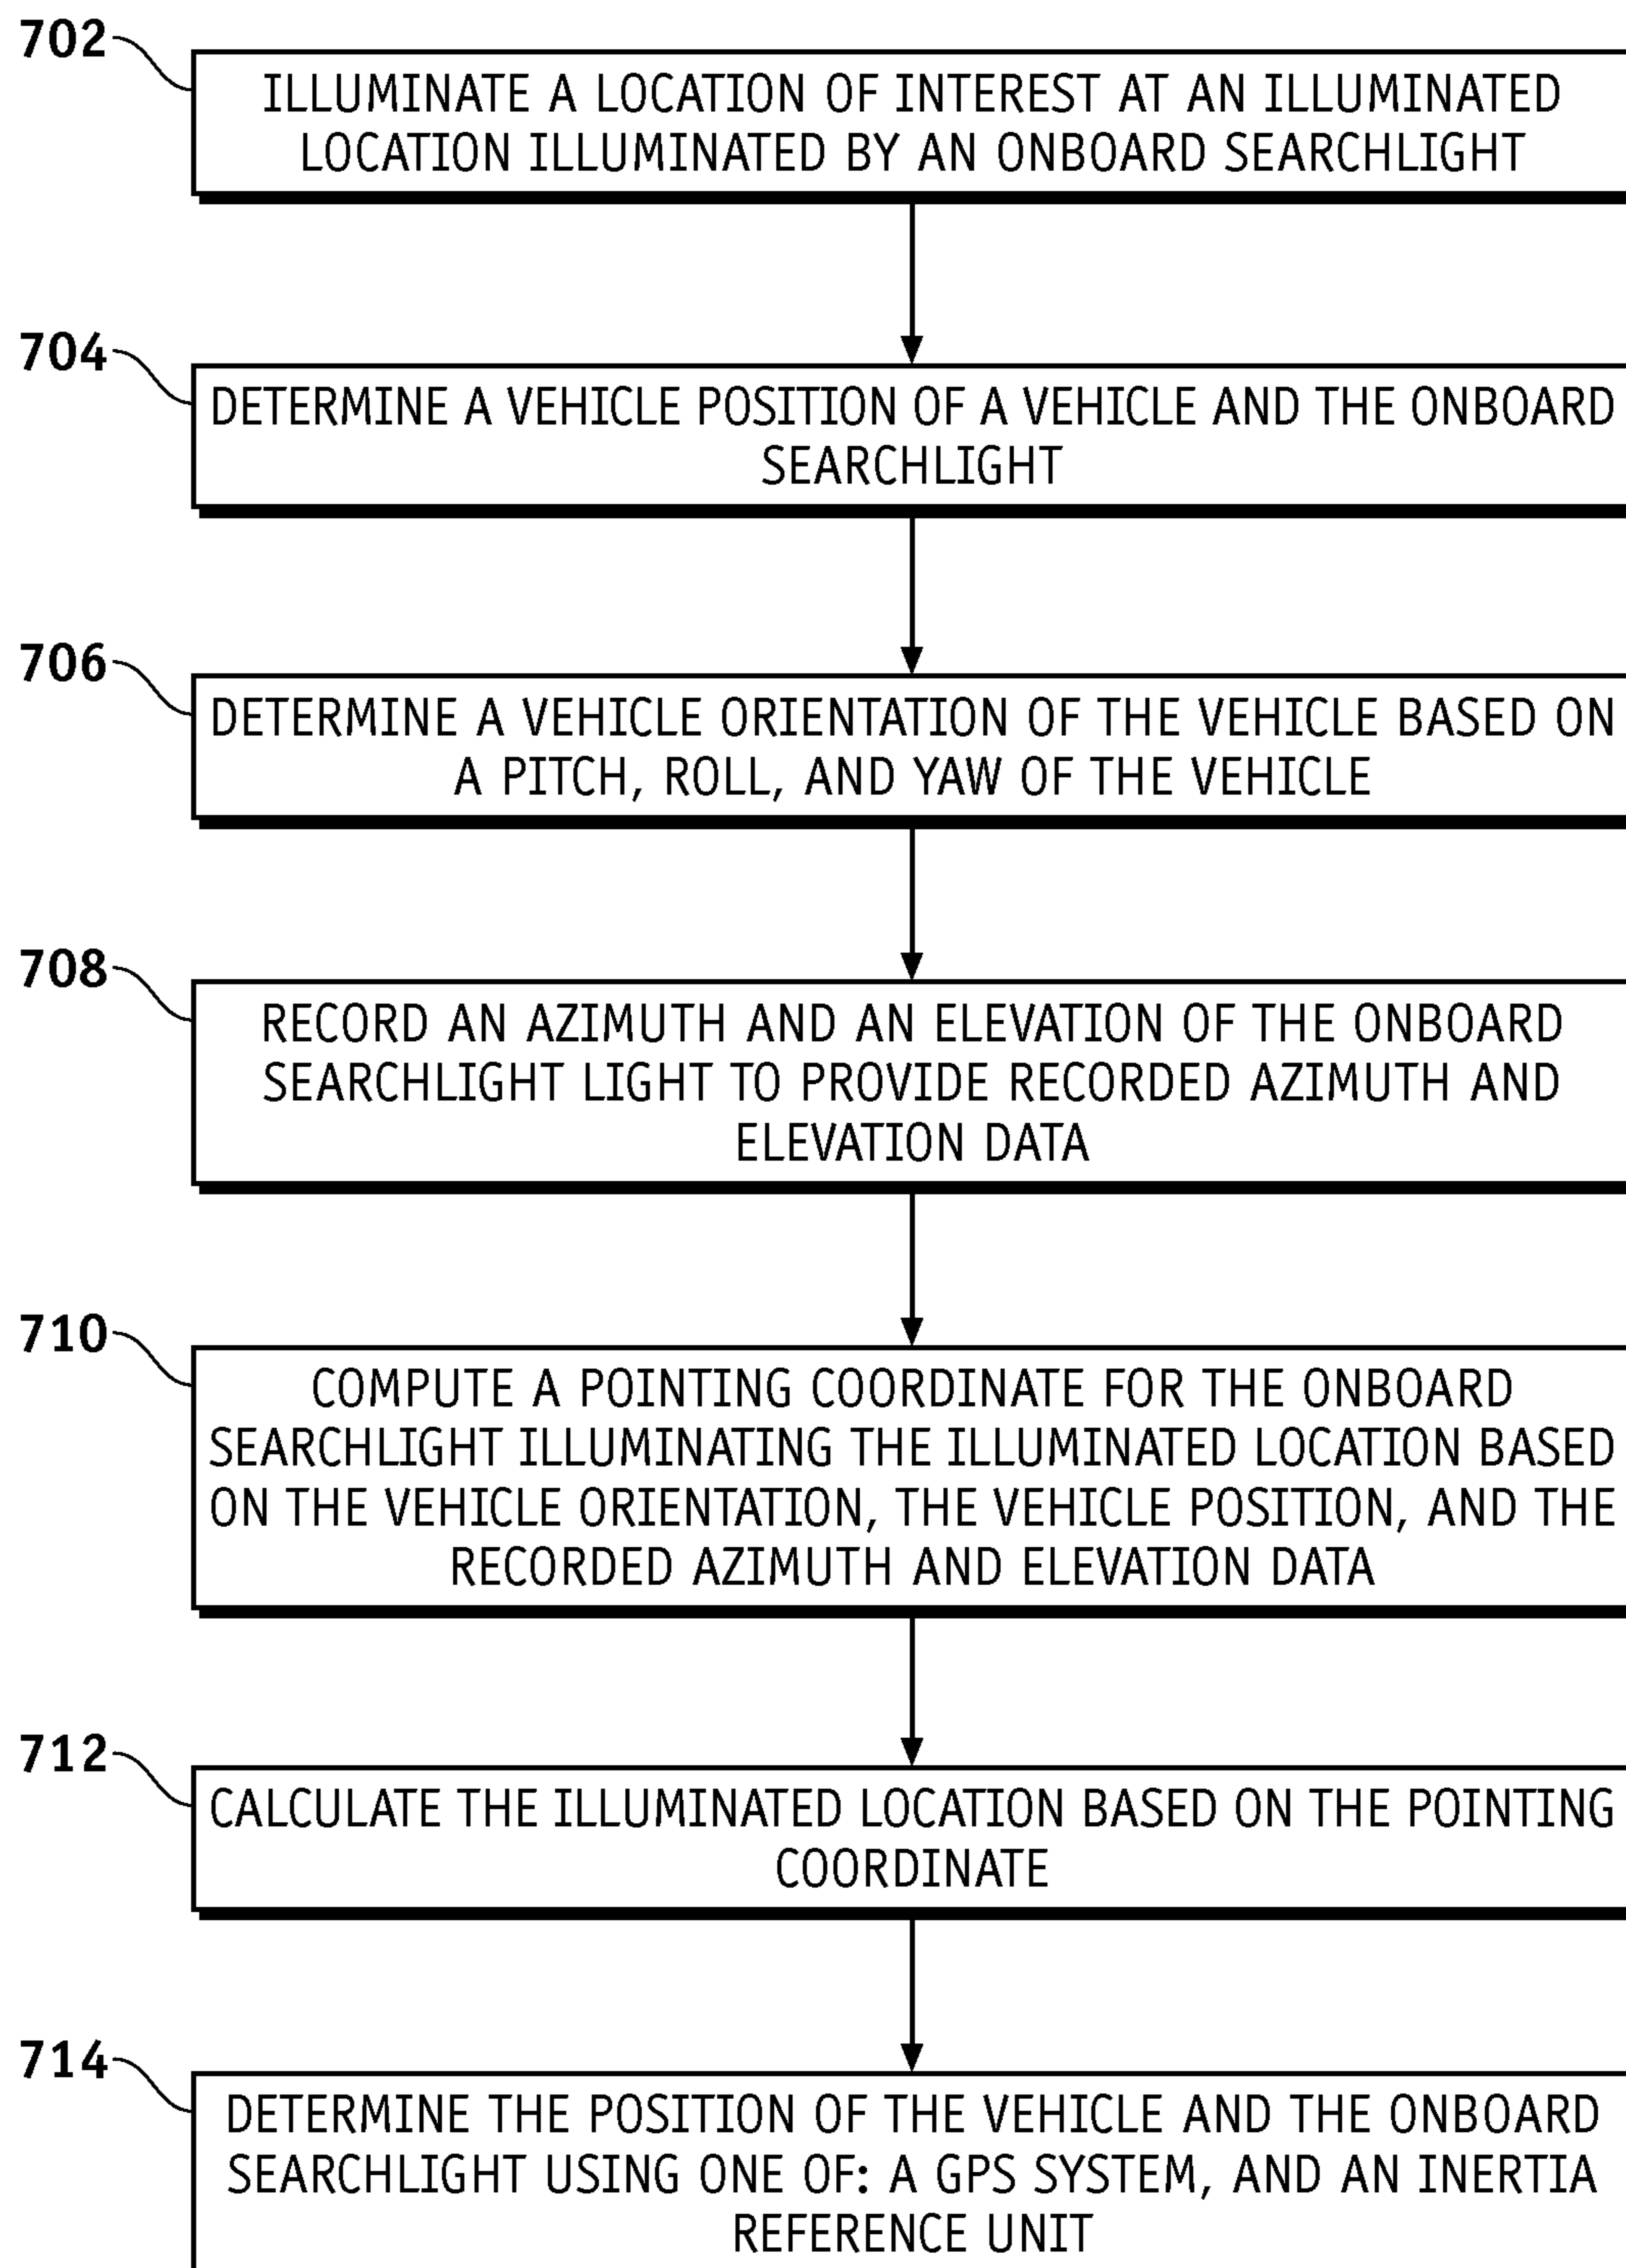 702
ILLUMINATE A LOCATION OF INTEREST AT AN ILLUMINATED
LOCATION ILLUMINATED BY AN ONBOARD SEARCHLIGHT
704
DETERMINE A VEHICLE POSITION OF A VEHICLE AND THE ONBOARD
SEARCHLIGHT
706
DETERMINE A VEHICLE ORIENTATION OF THE VEHICLE BASED ON
A PITCH, ROLL, AND YAW OF THE VEHICLE
708
RECORD AN AZIMUTH AND AN ELEVATION OF THE ONBOARD
SEARCHLIGHT LIGHT TO PROVIDE RECORDED AZIMUTH AND
ELEVATION DATA
710
COMPUTE A POINTING COORDINATE FOR THE ONBOARD
SEARCHLIGHT ILLUMINATING THE ILLUMINATED LOCATION BASED
ON THE VEHICLE ORIENTATION, THE VEHICLE POSITION, AND THE
RECORDED AZIMUTH AND ELEVATION DATA
712
CALCULATE THE ILLUMINATED LOCATION BASED ON THE POINTING
COORDINATE
714
DETERMINE THE POSITION OF THE VEHICLE AND THE ONBOARD
SEARCHLIGHT USING ONE OF: A GPS SYSTEM, AND AN INERTIA
REFERENCE UNIT